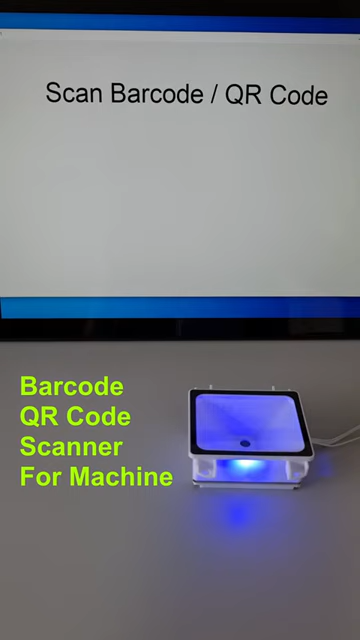 Scan Barcode / QR Code
Barcode
QR Code
Scanner
For Machine